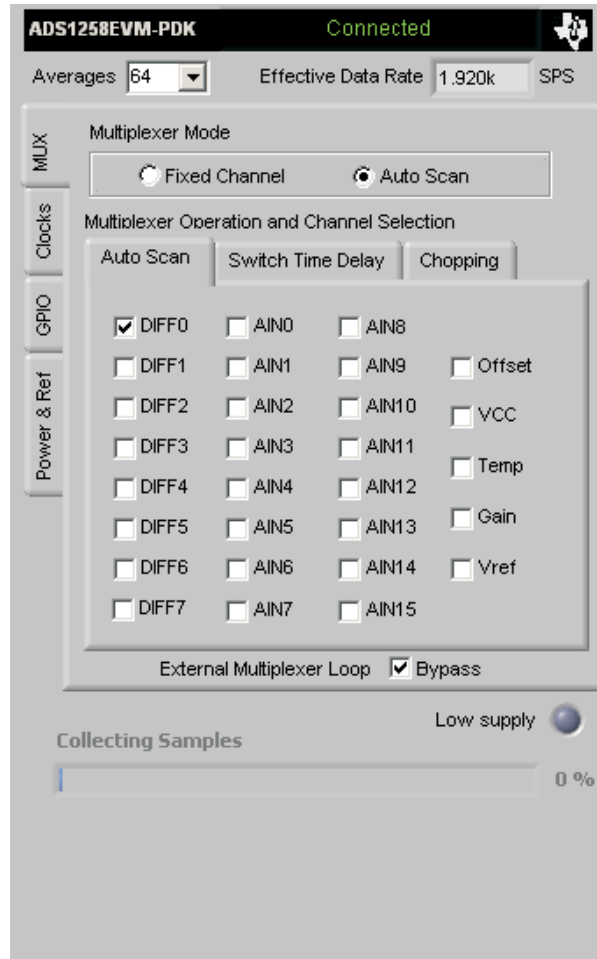 ADS1258EVM-PDK Connected
Averages 64 Effective Data Rate 1.920k SPS
MUX
Clocks
GPIO
Power & Ref
Multiplexer Mode
Fixed Channel Auto Scan
Multiplexer Operation and Channel Selection
Auto Scan Switch Time Delay Chopping
DIFF0 AIN0 AIN8
DIFF1 AIN1 AIN9 Offset
DIFF2 AIN2 AIN10 VCC
DIFF3 AIN3 AIN11 Temp
DIFF4 AIN4 AIN12
DIFF5 AIN5 AIN13 Gain
DIFF6 AIN6 AIN14 Vref
DIFF7 AIN7 AIN15
External Multiplexer Loop Bypass
Low supply
Collecting Samples
0 %